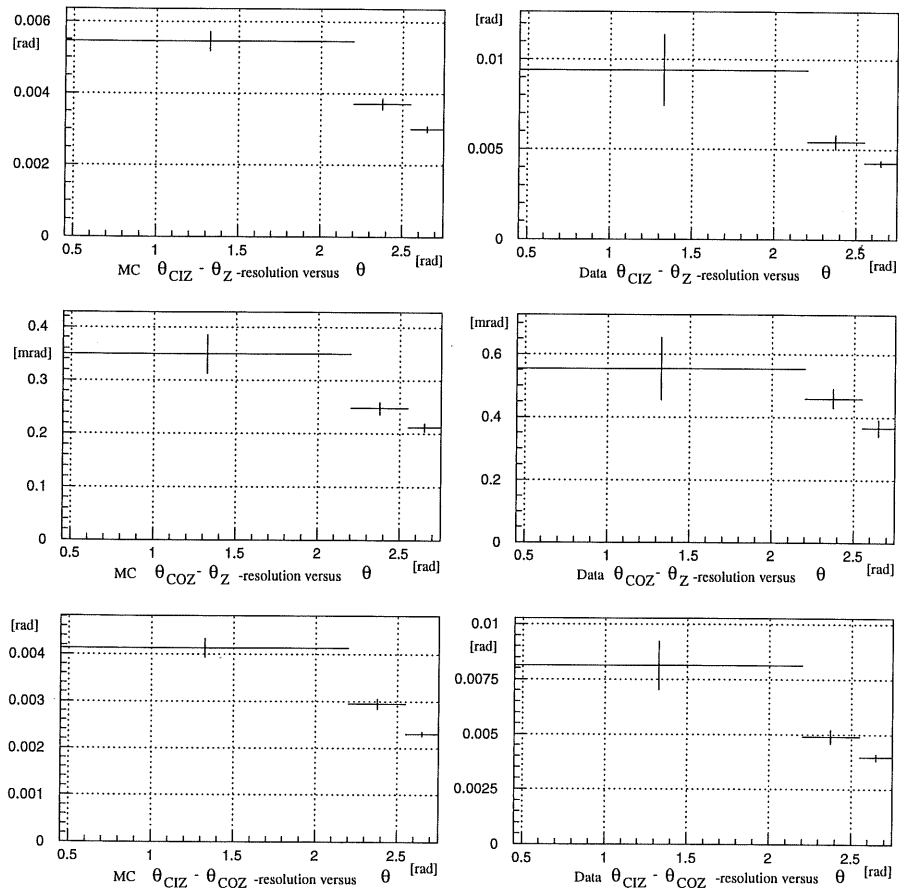 0.006
[rad]
0.004
0.002
0
0.5 1 1.5 2 2.5
MC θCIZ - θZ -resolution versus θ [rad]
[rad]
0.01
0.005
0
0.5 1 1.5 2 2.5
Data θCIZ - θZ -resolution versus θ [rad]
0.4
[mrad]
0.3
0.2
0.1
0
0.5 1 1.5 2 2.5
MC θCOZ - θZ -resolution versus θ [rad]
[mrad]
0.6
0.4
0.2
0
0.5 1 1.5 2 2.5
Data θCOZ - θZ -resolution versus θ [rad]
[rad]
0.004
0.003
0.002
0.001
0
0.5 1 1.5 2 2.5
MC θCIZ - θCOZ -resolution versus θ [rad]
0.01
[rad]
0.0075
0.005
0.0025
0
0.5 1 1.5 2 2.5
Data θCIZ - θCOZ -resolution versus θ [rad]